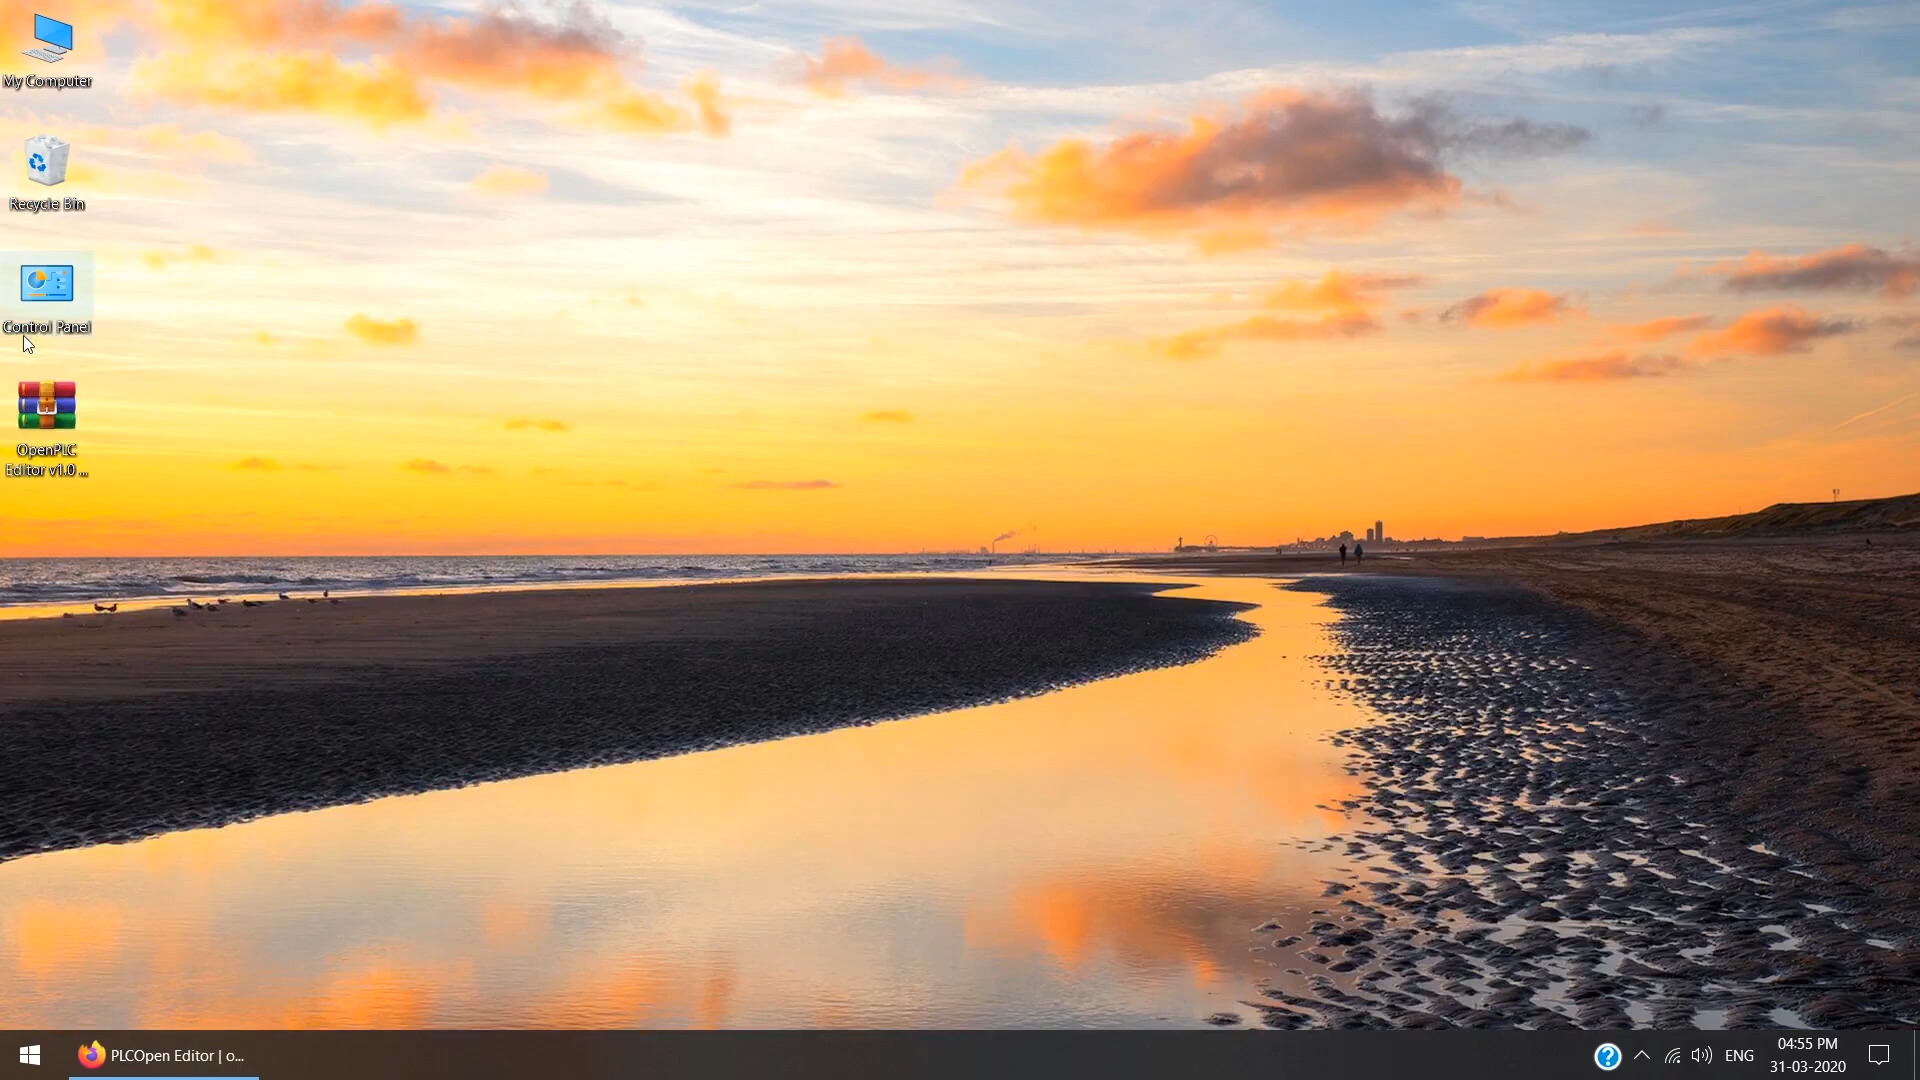 My Computer
Recycle Bin
Control Panel
OpenPLC
Editor v1.0 ...
PLCOpen Editor | o...
ENG
04:55 PM
31-03-2020